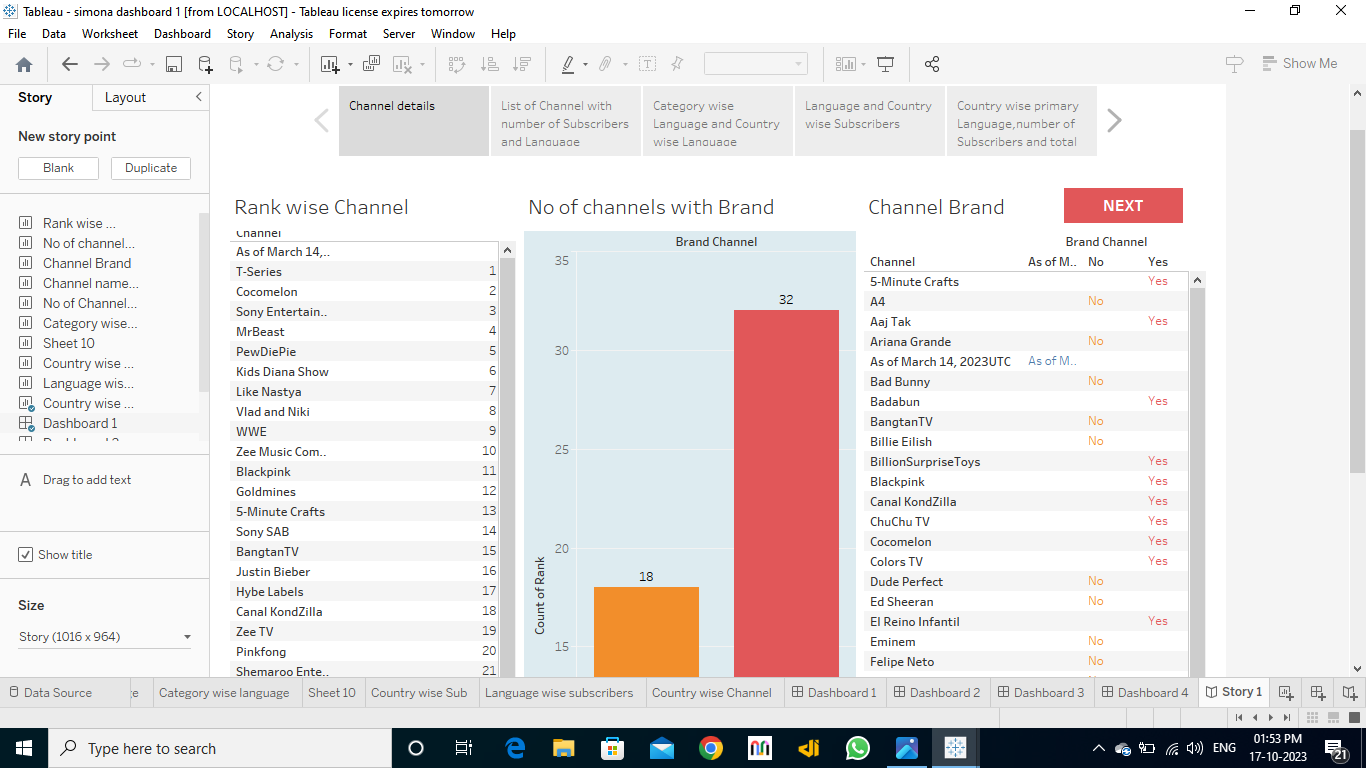 Tableau - simona dashboard 1 [from LOCALHOST] - Tableau license expires tomorrow
File Data Worksheet Dashboard Story Analysis Format Server Window Help
Show Me
Story Layout
New story point
Blank Duplicate
Rank wise ...
No of channel...
Channel Brand
Channel name...
No of Channel...
Category wise...
Sheet 10
Country wise ...
Language wis...
Country wise ...
Dashboard 1
A Drag to add text
Show title
Size
Story (1016 x 964)
Channel details
List of Channel with
number of Subscribers
and Language
Category wise
Language and Country
wise Language
Language and Country
wise Subscribers
Country wise primary
Language,number of
Subscribers and total
Rank wise Channel
Channel
As of March 14,..
T-Series 1
Cocomelon 2
Sony Entertain.. 3
MrBeast 4
PewDiePie 5
Kids Diana Show 6
Like Nastya 7
Vlad and Niki 8
WWE 9
Zee Music Com.. 10
Blackpink 11
Goldmines 12
5-Minute Crafts 13
Sony SAB 14
BangtanTV 15
Justin Bieber 16
Hybe Labels 17
Canal KondZilla 18
Zee TV 19
Pinkfong 20
Shemaroo Ente.. 21
No of channels with Brand
Brand Channel
35
32
30
25
20
18
15
Count of Rank
Channel Brand
NEXT
Brand Channel
Channel As of M.. No Yes
5-Minute Crafts Yes
A4 No
Aaj Tak Yes
Ariana Grande No
As of March 14, 2023UTC As of M..
Bad Bunny No
Badabun Yes
BangtanTV No
Billie Eilish No
BillionSurpriseToys Yes
Blackpink Yes
Canal KondZilla Yes
ChuChu TV Yes
Cocomelon Yes
Colors TV Yes
Dude Perfect No
Ed Sheeran No
El Reino Infantil Yes
Eminem No
Felipe Neto No
Data Source Category wise language Sheet 10 Country wise Sub Language wise subscribers Country wise Channel Dashboard 1 Dashboard 2 Dashboard 3 Dashboard 4 Story 1
Type here to search
ENG
01:53 PM
17-10-2023
21